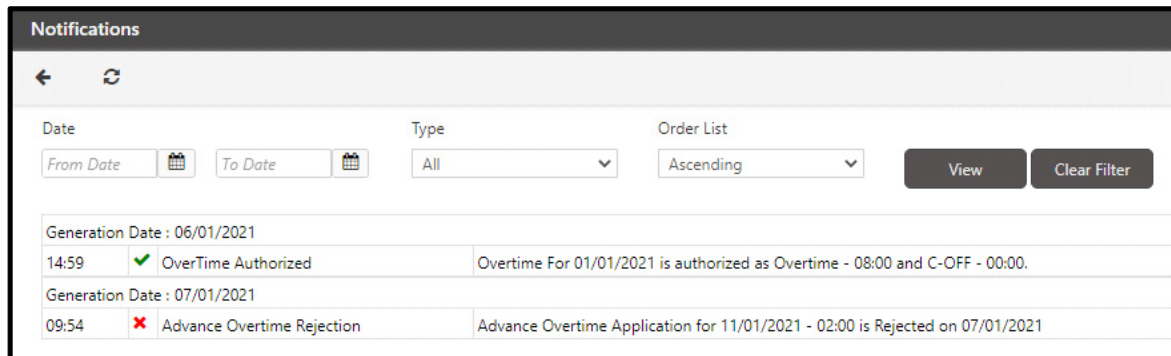 Notifications
Date Type Order List
From Date To Date All Ascending View Clear Filter
Generation Date : 06/01/2021
14:59 OverTime Authorized Overtime For 01/01/2021 is authorized as Overtime - 08:00 and C-OFF - 00:00.
Generation Date : 07/01/2021
09:54 Advance Overtime Rejection Advance Overtime Application for 11/01/2021 - 02:00 is Rejected on 07/01/2021